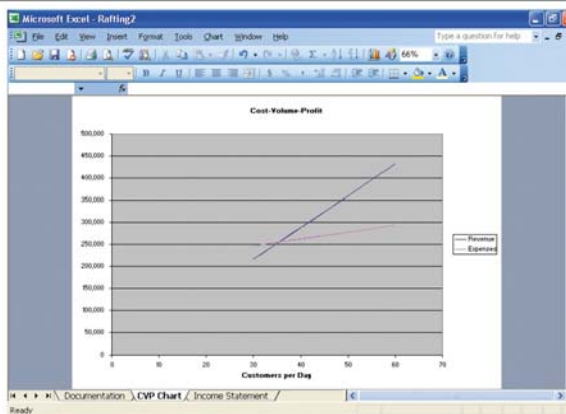 Microsoft Excel - Rafting2
File Edit View Insert Format Tools Chart Window Help
Type a question for help
66%
B I U
fx
Cost-Volume-Profit
500,000
450,000
400,000
350,000
300,000
250,000
200,000
150,000
100,000
50,000
0
0 10 20 30 40 50 60 70
Customers per Day
Revenue
Expenses
Documentation CVP Chart Income Statement
Ready